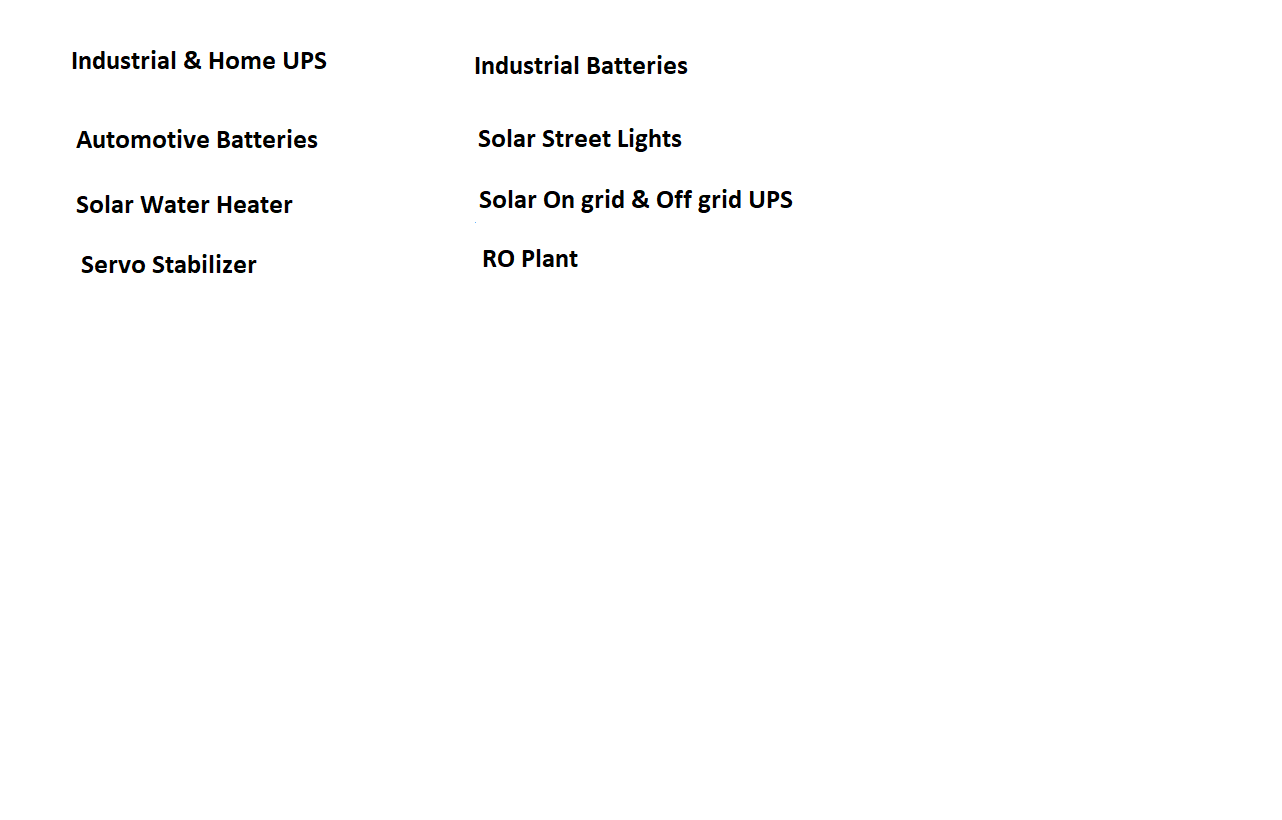 Industrial & Home UPS
Industrial Batteries
Automotive Batteries
Solar Street Lights
Solar Water Heater
Solar On grid & Off grid UPS
Servo Stabilizer
RO Plant